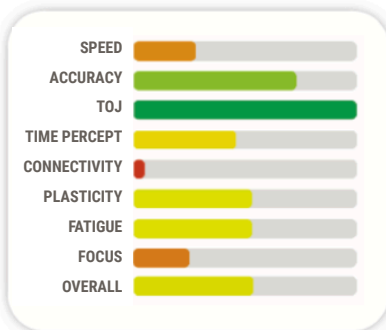 SPEED
ACCURACY
TOJ
TIME PERCEPT
CONNECTIVITY
PLASTICITY
FATIGUE
FOCUS
OVERALL